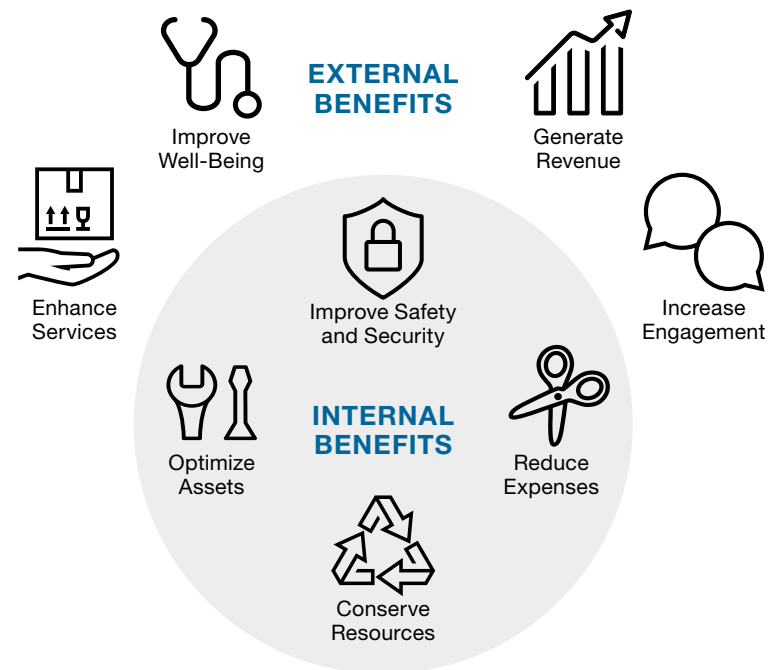 EXTERNAL
BENEFITS
Improve
Well-Being
Generate
Revenue
Enhance
Services
Increase
Engagement
Improve Safety
and Security
INTERNAL
BENEFITS
Optimize
Assets
Reduce
Expenses
Conserve
Resources